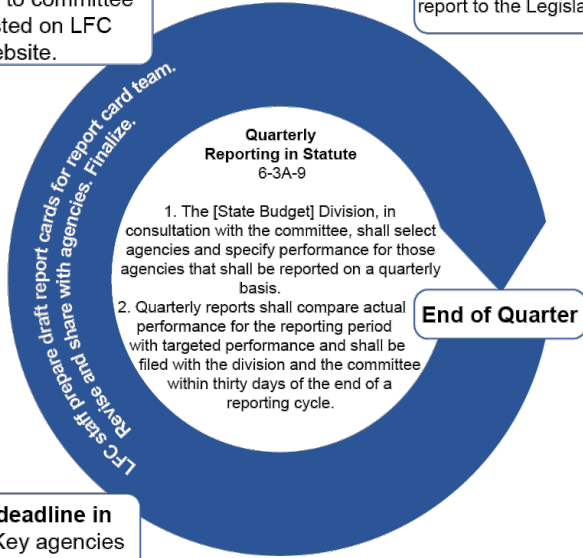 to committee
sted on LFC
ebsite.
report to the Legisla
LFC staff prepare draft report cards for report card team.
Revise and share with agencies. Finalize.
Quarterly
Reporting in Statute
6-3A-9
1. The [State Budget] Division, in
consultation with the committee, shall select
agencies and specify performance for those
agencies that shall be reported on a quarterly
basis.
2. Quarterly reports shall compare actual
performance for the reporting period
with targeted performance and shall be
filed with the division and the committee
within thirty days of the end of a
reporting cycle.
End of Quarter
deadline in
Key agencies